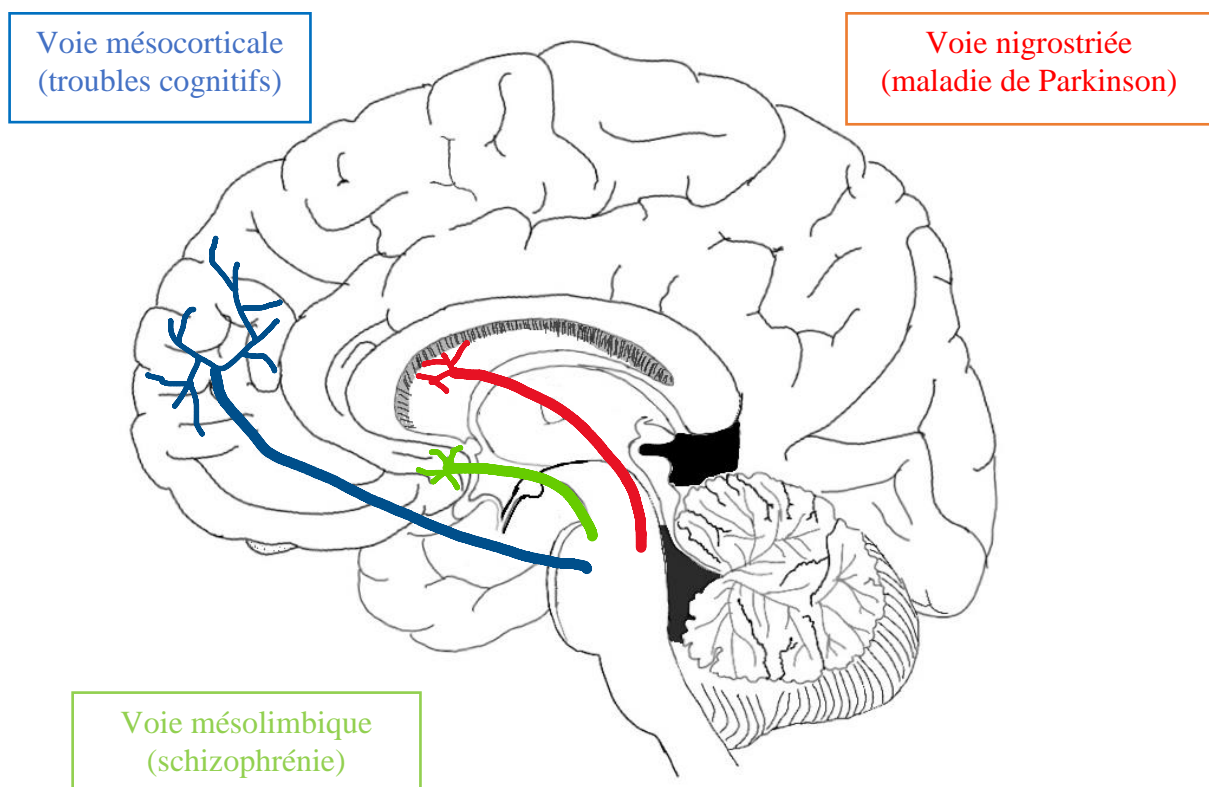 Voie mésocorticale
(troubles cognitifs)
Voie nigrostriée
(maladie de Parkinson)
Voie mésolimbique
(schizophrénie)